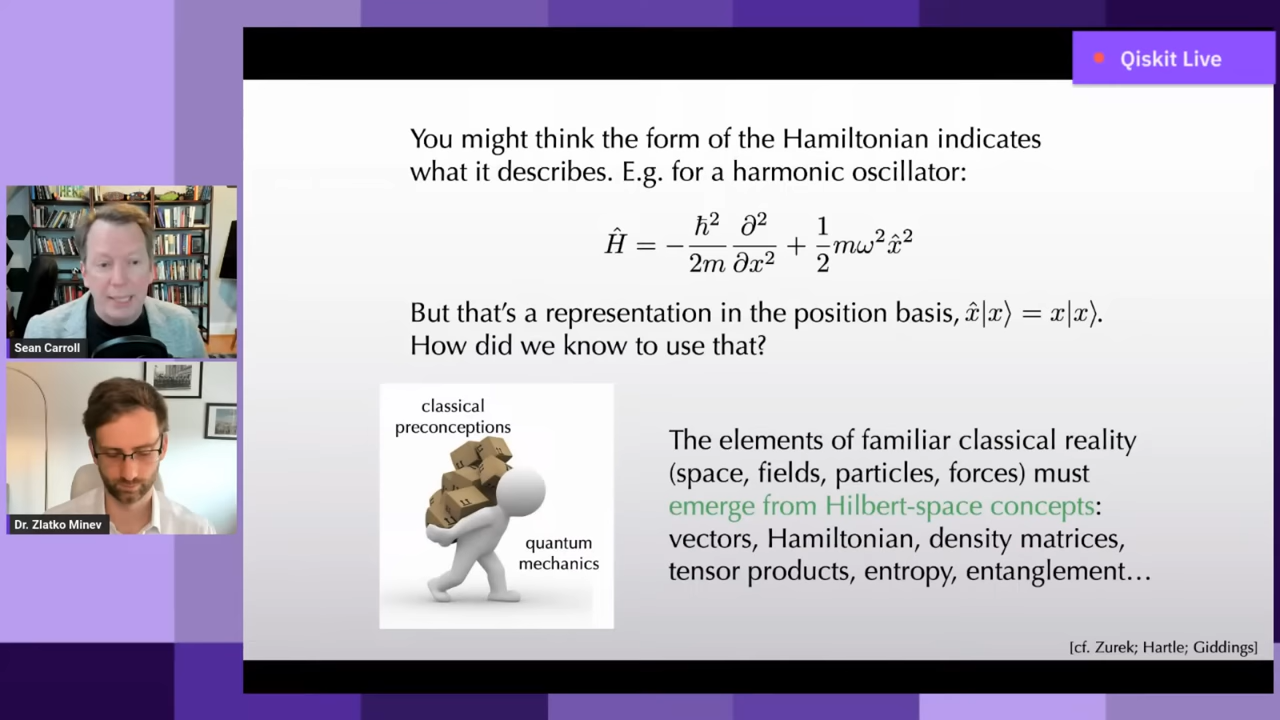 Qiskit Live
You might think the form of the Hamiltonian indicates
what it describes. E.g. for a harmonic oscillator:
Ĥ = −ħ²/2m ∂²/∂x² + 1/2 mω²x̂²
But that's a representation in the position basis, x̂|x⟩ = x|x⟩.
How did we know to use that?
classical
preconceptions
quantum
mechanics
The elements of familiar classical reality
(space, fields, particles, forces) must
emerge from Hilbert-space concepts:
vectors, Hamiltonian, density matrices,
tensor products, entropy, entanglement…
[cf. Zurek; Hartle; Giddings]
Sean Carroll
Dr. Zlatko Minev